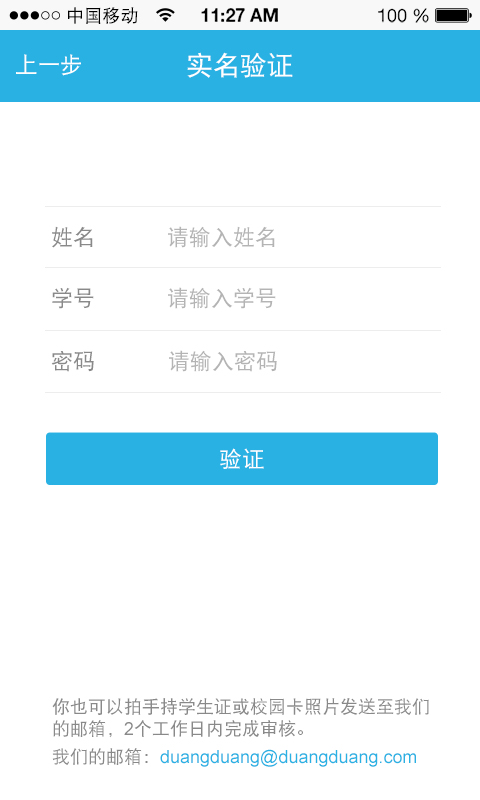 中国移动 11:27 AM 100 %
上一步 实名验证
姓名 请输入姓名
学号 请输入学号
密码 请输入密码
验证
你也可以拍手持学生证或校园卡照片发送至我们
的邮箱，2个工作日内完成审核。
我们的邮箱：duangduang@duangduang.com